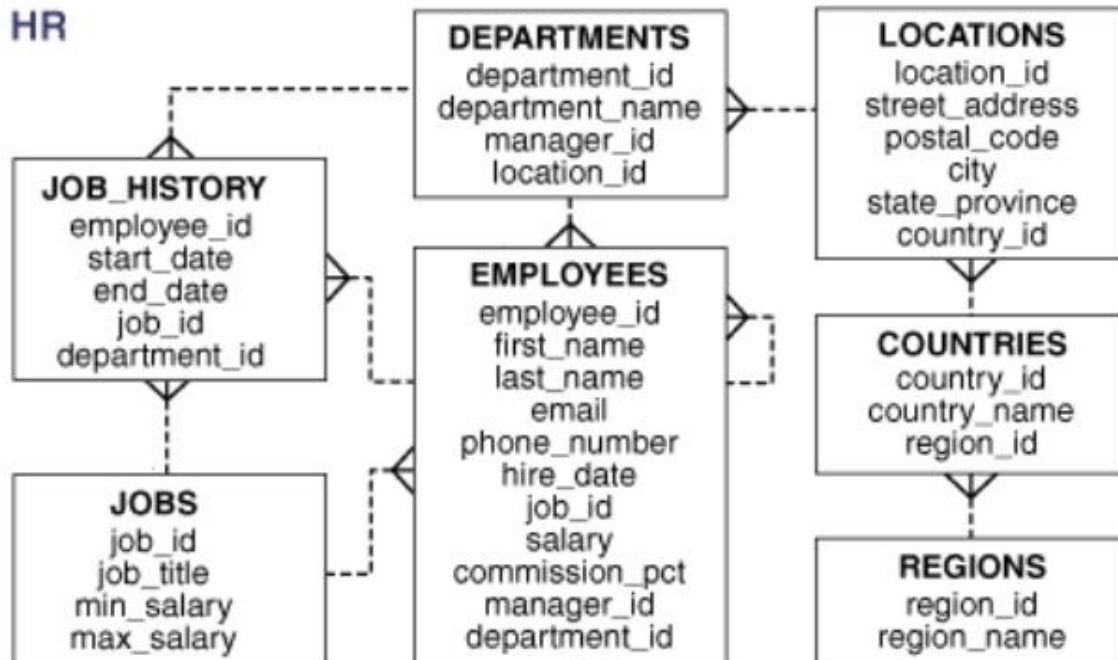 HR
DEPARTMENTS
department_id
department_name
manager_id
location_id
LOCATIONS
location_id
street_address
postal_code
city
state_province
country_id
JOB_HISTORY
employee_id
start_date
end_date
job_id
department_id
EMPLOYEES
employee_id
first_name
last_name
email
phone_number
hire_date
job_id
salary
commission_pct
manager_id
department_id
COUNTRIES
country_id
country_name
region_id
JOBS
job_id
job_title
min_salary
max_salary
REGIONS
region_id
region_name